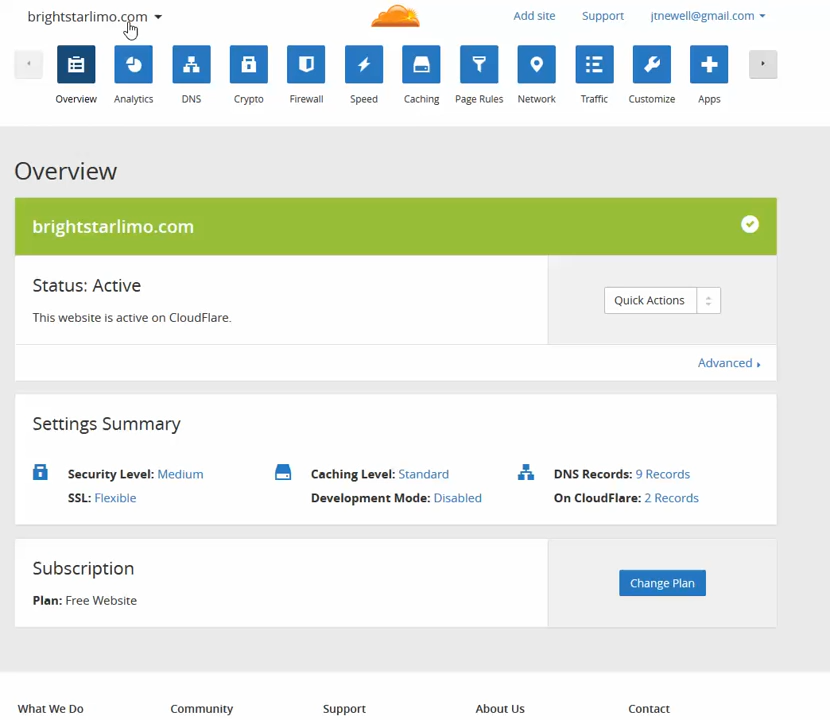 brightstarlimo.com
Add site Support jtnewell@gmail.com
Overview Analytics DNS Crypto Firewall Speed Caching Page Rules Network Traffic Customize Apps
Overview
brightstarlimo.com
Status: Active
This website is active on CloudFlare.
Quick Actions
Advanced
Settings Summary
Security Level: Medium Caching Level: Standard DNS Records: 9 Records
SSL: Flexible Development Mode: Disabled On CloudFlare: 2 Records
Subscription
Plan: Free Website
Change Plan
What We Do Community Support About Us Contact